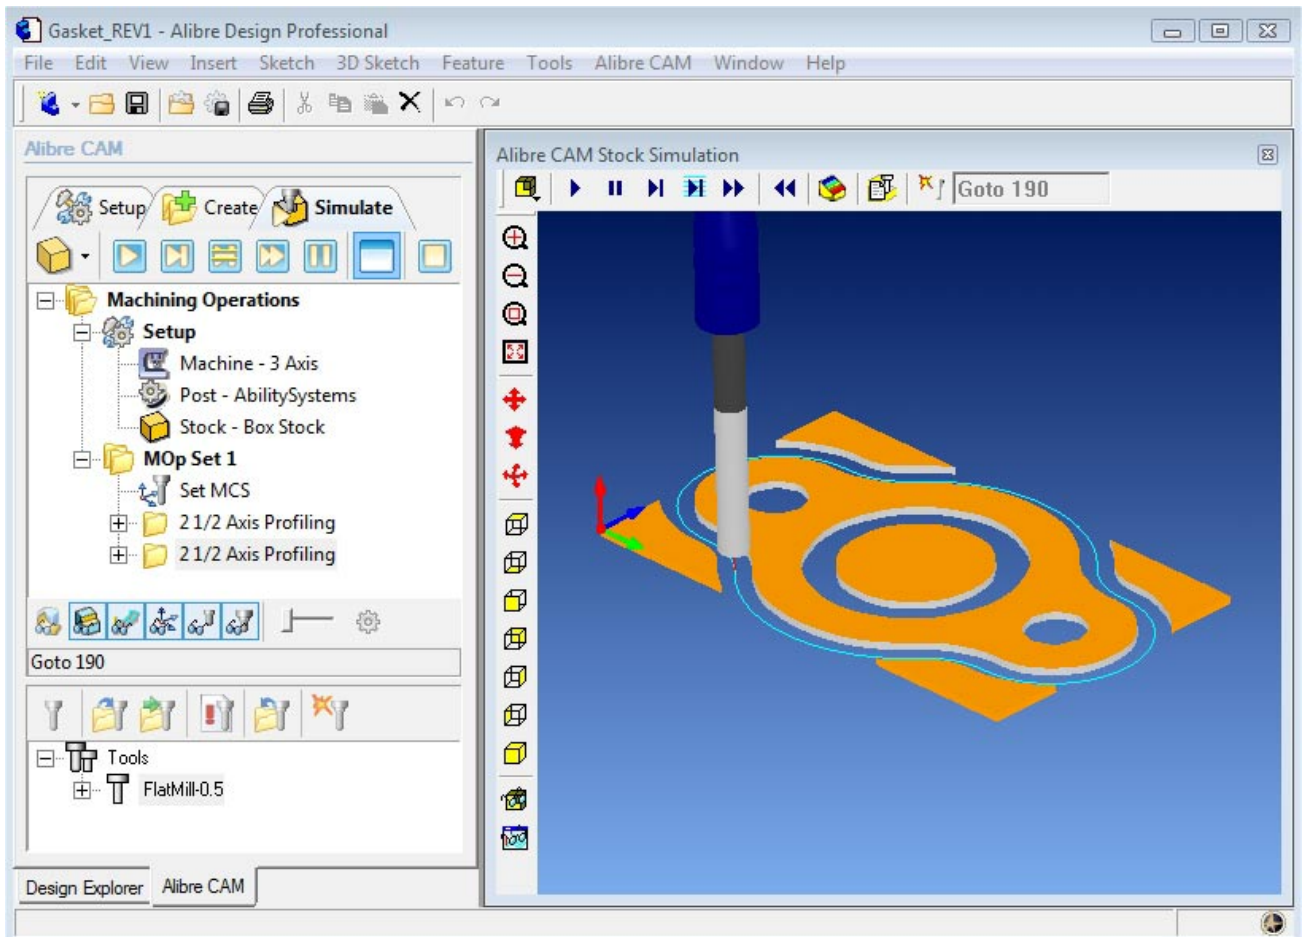 Gasket_REV1 - Alibre Design Professional
File Edit View Insert Sketch 3D Sketch Feature Tools Alibre CAM Window Help
Alibre CAM
Setup Create Simulate
Machining Operations
Setup
Machine - 3 Axis
Post - AbilitySystems
Stock - Box Stock
MOp Set 1
Set MCS
2 1/2 Axis Profiling
2 1/2 Axis Profiling
Goto 190
Tools
FlatMill-0.5
Design Explorer Alibre CAM
Alibre CAM Stock Simulation
Goto 190